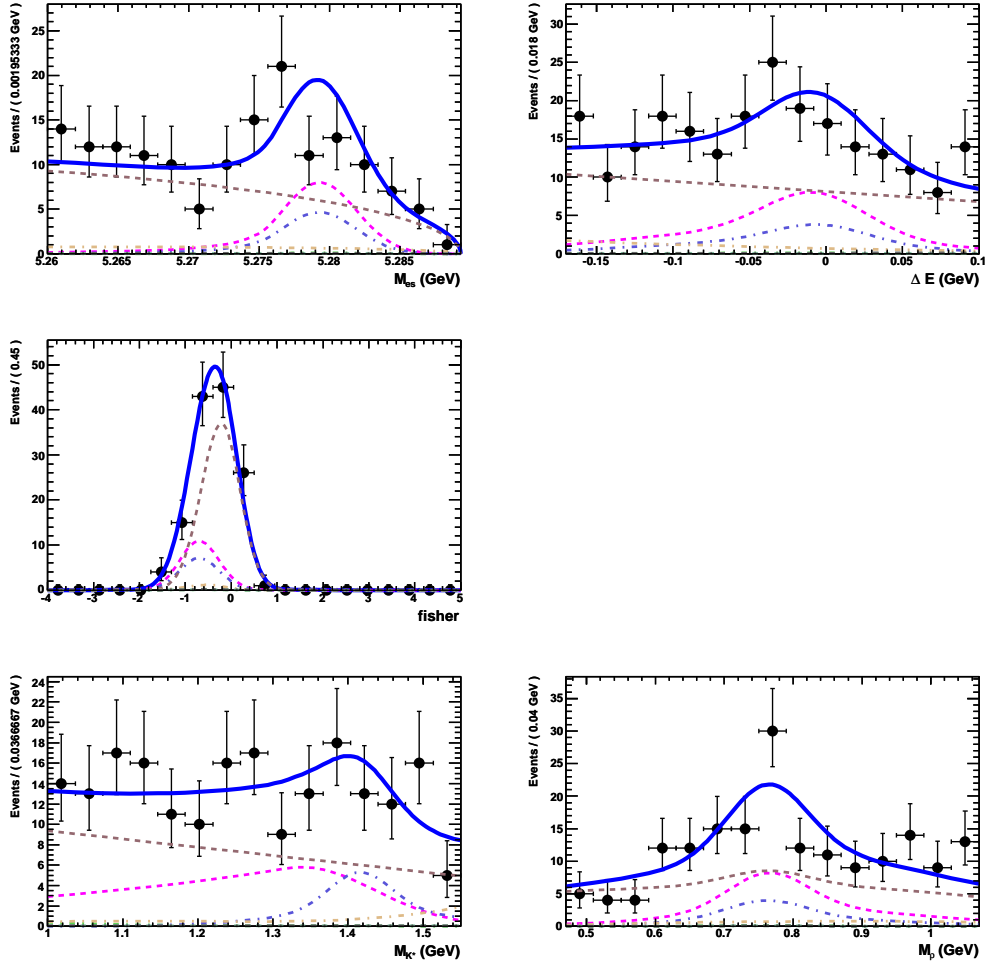 Events / ( 0.00195333 GeV )
25
20
15
10
5
0
5.26 5.265 5.27 5.275 5.28 5.285
M_es (GeV)
Events / ( 0.018 GeV )
30
25
20
15
10
5
0
-0.15 -0.1 -0.05 0 0.05 0.1
Δ E (GeV)
Events / ( 0.45 )
50
40
30
20
10
0
-4 -3 -2 -1 0 1 2 3 4 5
fisher
Events / ( 0.0366667 GeV )
24
22
20
18
16
14
12
10
8
6
4
2
0
1 1.1 1.2 1.3 1.4 1.5
M_K* (GeV)
Events / ( 0.04 GeV )
35
30
25
20
15
10
5
0
0.5 0.6 0.7 0.8 0.9 1
M_ρ (GeV)